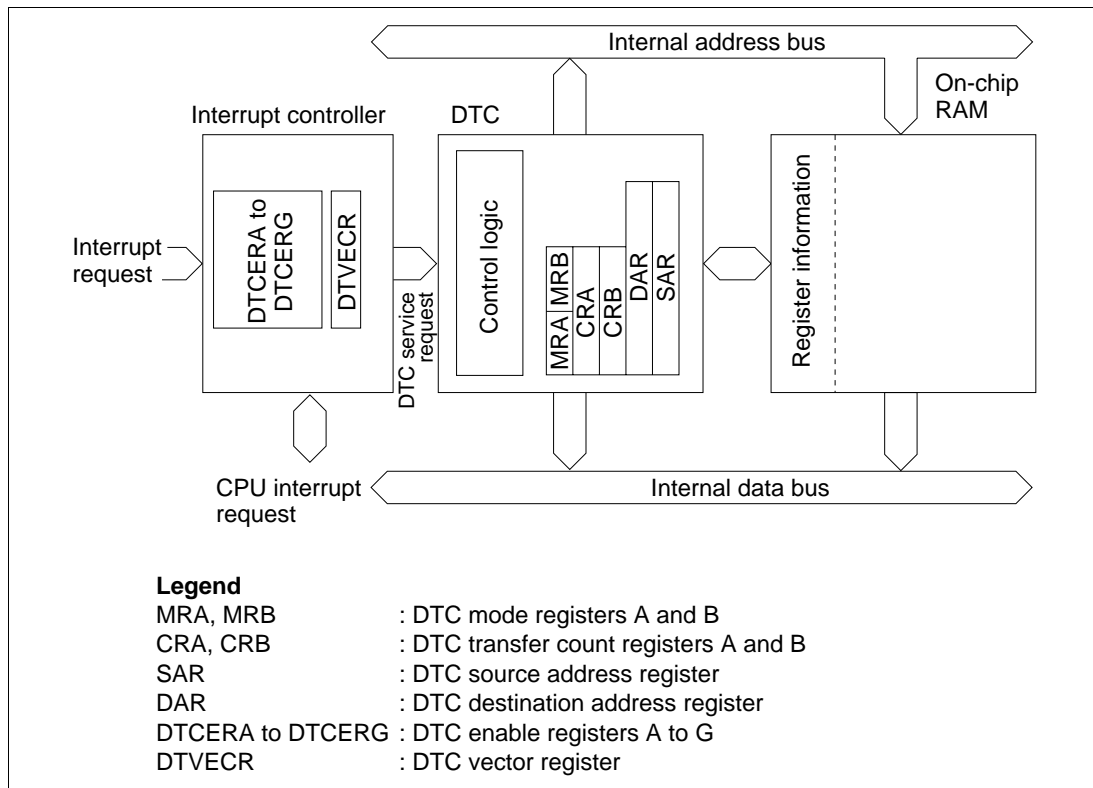 Internal address bus
On-chip
RAM
Interrupt controller
DTC
Interrupt
request
DTCERA to
DTCERG
DTVECR
DTC service
request
Control logic
MRA
MRB
CRA
CRB
DAR
SAR
Register information
CPU interrupt
request
Internal data bus
Legend
MRA, MRB : DTC mode registers A and B
CRA, CRB : DTC transfer count registers A and B
SAR : DTC source address register
DAR : DTC destination address register
DTCERA to DTCERG : DTC enable registers A to G
DTVECR : DTC vector register